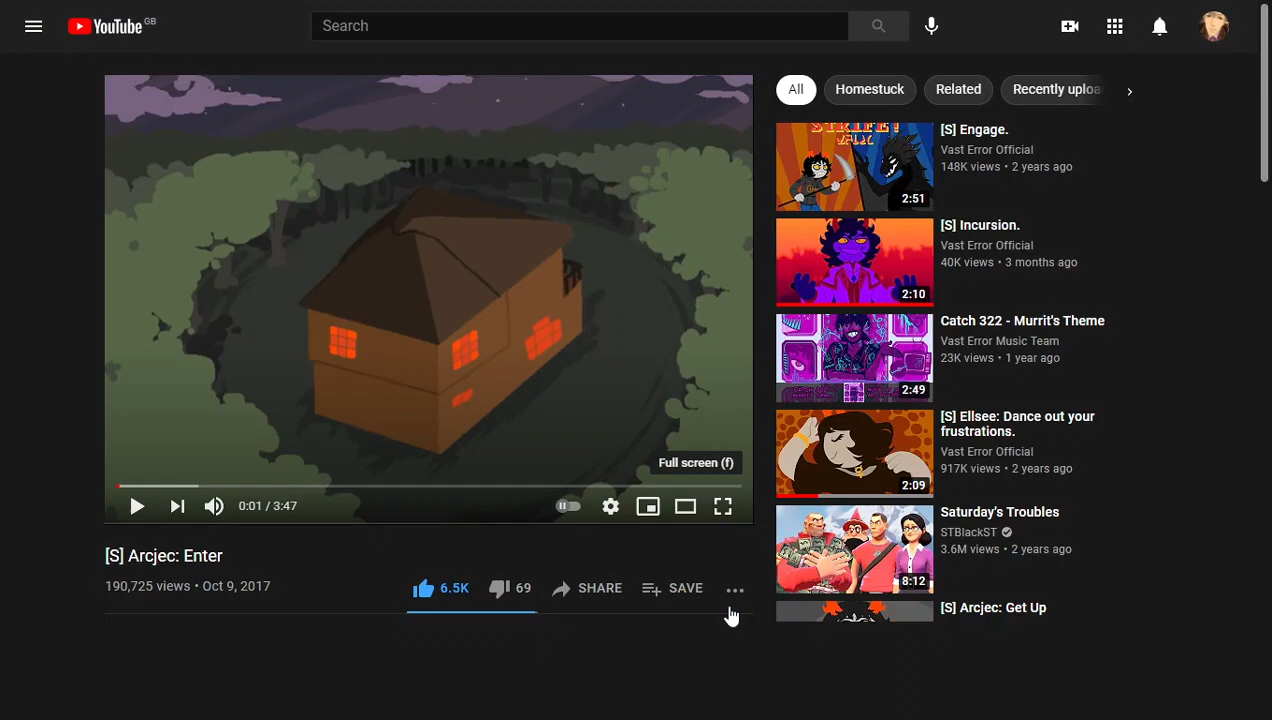 YouTube GB
Search
All
Homestuck
Related
Recently uploa
STRIFE!
2:51
[S] Engage.
Vast Error Official
148K views • 2 years ago
2:10
[S] Incursion.
Vast Error Official
40K views • 3 months ago
2:49
Catch 322 - Murrit's Theme
Vast Error Music Team
23K views • 1 year ago
2:09
[S] Ellsee: Dance out your
frustrations.
Vast Error Official
917K views • 2 years ago
8:12
Saturday's Troubles
STBlackST
3.6M views • 2 years ago
[S] Arcjec: Get Up
Full screen (f)
0:01 / 3:47
[S] Arcjec: Enter
190,725 views • Oct 9, 2017
6.5K
69
SHARE
SAVE